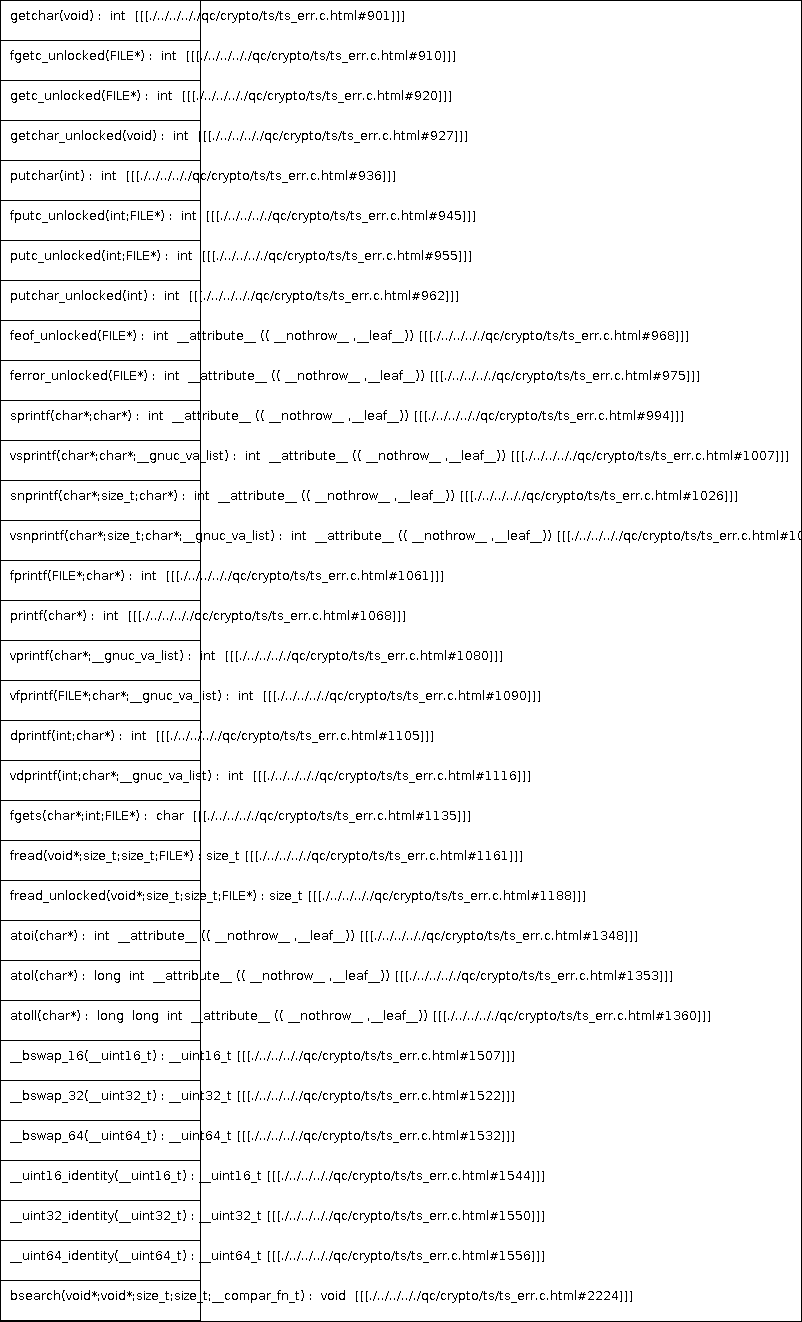 getchar(void) :  int  [[[./../../../../qc/crypto/ts/ts_err.c.html#901]]]
fgetc_unlocked(FILE*) :  int  [[[./../../../../qc/crypto/ts/ts_err.c.html#910]]]
getc_unlocked(FILE*) :  int  [[[./../../../../qc/crypto/ts/ts_err.c.html#920]]]
getchar_unlocked(void) :  int  [[[./../../../../qc/crypto/ts/ts_err.c.html#927]]]
putchar(int) :  int  [[[./../../../../qc/crypto/ts/ts_err.c.html#936]]]
fputc_unlocked(int;FILE*) :  int  [[[./../../../../qc/crypto/ts/ts_err.c.html#945]]]
putc_unlocked(int;FILE*) :  int  [[[./../../../../qc/crypto/ts/ts_err.c.html#955]]]
putchar_unlocked(int) :  int  [[[./../../../../qc/crypto/ts/ts_err.c.html#962]]]
feof_unlocked(FILE*) :  int  __attribute__ (( __nothrow__ ,__leaf__)) [[[./../../../../qc/crypto/ts/ts_err.c.html#968]]]
ferror_unlocked(FILE*) :  int  __attribute__ (( __nothrow__ ,__leaf__)) [[[./../../../../qc/crypto/ts/ts_err.c.html#975]]]
sprintf(char*;char*) :  int  __attribute__ (( __nothrow__ ,__leaf__)) [[[./../../../../qc/crypto/ts/ts_err.c.html#994]]]
vsprintf(char*;char*;__gnuc_va_list) :  int  __attribute__ (( __nothrow__ ,__leaf__)) [[[./../../../../qc/crypto/ts/ts_err.c.html#1007]]]
snprintf(char*;size_t;char*) :  int  __attribute__ (( __nothrow__ ,__leaf__)) [[[./../../../../qc/crypto/ts/ts_err.c.html#1026]]]
vsnprintf(char*;size_t;char*;__gnuc_va_list) :  int  __attribute__ (( __nothrow__ ,__leaf__)) [[[./../../../../qc/crypto/ts/ts_err.c.html#10
fprintf(FILE*;char*) :  int  [[[./../../../../qc/crypto/ts/ts_err.c.html#1061]]]
printf(char*) :  int  [[[./../../../../qc/crypto/ts/ts_err.c.html#1068]]]
vprintf(char*;__gnuc_va_list) :  int  [[[./../../../../qc/crypto/ts/ts_err.c.html#1080]]]
vfprintf(FILE*;char*;__gnuc_va_list) :  int  [[[./../../../../qc/crypto/ts/ts_err.c.html#1090]]]
dprintf(int;char*) :  int  [[[./../../../../qc/crypto/ts/ts_err.c.html#1105]]]
vdprintf(int;char*;__gnuc_va_list) :  int  [[[./../../../../qc/crypto/ts/ts_err.c.html#1116]]]
fgets(char*;int;FILE*) :  char  [[[./../../../../qc/crypto/ts/ts_err.c.html#1135]]]
fread(void*;size_t;size_t;FILE*) : size_t [[[./../../../../qc/crypto/ts/ts_err.c.html#1161]]]
fread_unlocked(void*;size_t;size_t;FILE*) : size_t [[[./../../../../qc/crypto/ts/ts_err.c.html#1188]]]
atoi(char*) :  int  __attribute__ (( __nothrow__ ,__leaf__)) [[[./../../../../qc/crypto/ts/ts_err.c.html#1348]]]
atol(char*) :  long  int  __attribute__ (( __nothrow__ ,__leaf__)) [[[./../../../../qc/crypto/ts/ts_err.c.html#1353]]]
atoll(char*) :  long  long  int  __attribute__ (( __nothrow__ ,__leaf__)) [[[./../../../../qc/crypto/ts/ts_err.c.html#1360]]]
__bswap_16(__uint16_t) : __uint16_t [[[./../../../../qc/crypto/ts/ts_err.c.html#1507]]]
__bswap_32(__uint32_t) : __uint32_t [[[./../../../../qc/crypto/ts/ts_err.c.html#1522]]]
__bswap_64(__uint64_t) : __uint64_t [[[./../../../../qc/crypto/ts/ts_err.c.html#1532]]]
__uint16_identity(__uint16_t) : __uint16_t [[[./../../../../qc/crypto/ts/ts_err.c.html#1544]]]
__uint32_identity(__uint32_t) : __uint32_t [[[./../../../../qc/crypto/ts/ts_err.c.html#1550]]]
__uint64_identity(__uint64_t) : __uint64_t [[[./../../../../qc/crypto/ts/ts_err.c.html#1556]]]
bsearch(void*;void*;size_t;size_t;__compar_fn_t) :  void  [[[./../../../../qc/crypto/ts/ts_err.c.html#2224]]]